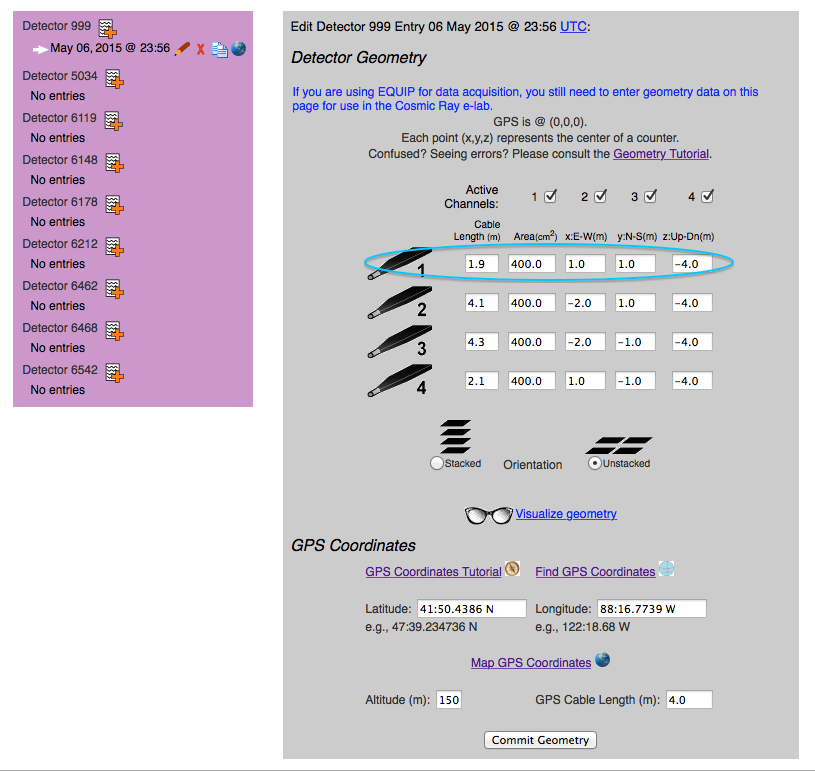 Detector 999
May 06, 2015 @ 23:56
Detector 5034
No entries
Detector 6119
No entries
Detector 6148
No entries
Detector 6178
No entries
Detector 6212
No entries
Detector 6462
No entries
Detector 6468
No entries
Detector 6542
No entries
Edit Detector 999 Entry 06 May 2015 @ 23:56 UTC:
Detector Geometry
If you are using EQUIP for data acquisition, you still need to enter geometry data on this
page for use in the Cosmic Ray e-lab.
GPS is @ (0,0,0).
Each point (x,y,z) represents the center of a counter.
Confused? Seeing errors? Please consult the Geometry Tutorial.
Active
Channels: 1 2 3 4
Cable
Length (m) Area(cm²) x:E-W(m) y:N-S(m) z:Up-Dn(m)
1 1.9 400.0 1.0 1.0 -4.0
2 4.1 400.0 -2.0 1.0 -4.0
3 4.3 400.0 -2.0 -1.0 -4.0
4 2.1 400.0 1.0 -1.0 -4.0
Stacked Orientation Unstacked
Visualize geometry
GPS Coordinates
GPS Coordinates Tutorial Find GPS Coordinates
Latitude: 41:50.4386 N Longitude: 88:16.7739 W
e.g., 47:39.234736 N e.g., 122:18.68 W
Map GPS Coordinates
Altitude (m): 150 GPS Cable Length (m): 4.0
Commit Geometry